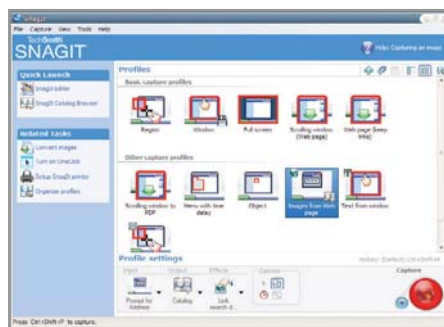 SnagIt
File Capture View Tools Help
TechSmith
SNAGIT
Help: Capturing an image
Quick Launch
SnagIt Editor
SnagIt Catalog Browser
Related Tasks
Convert images
Turn on OneClick
Setup SnagIt printer
Organize profiles
Profiles
Basic capture profiles
Region
Window
Full screen
Scrolling window (Web page)
Web page (keep links)
Other capture profiles
Scrolling window to PDF
Menu with time delay
Object
Images from Web page
Text from window
Profile settings
Input
Output
Effects
Options
Capture
Prompt for Address
Catalog
Link search d...
Press Ctrl+Shift+P to capture.